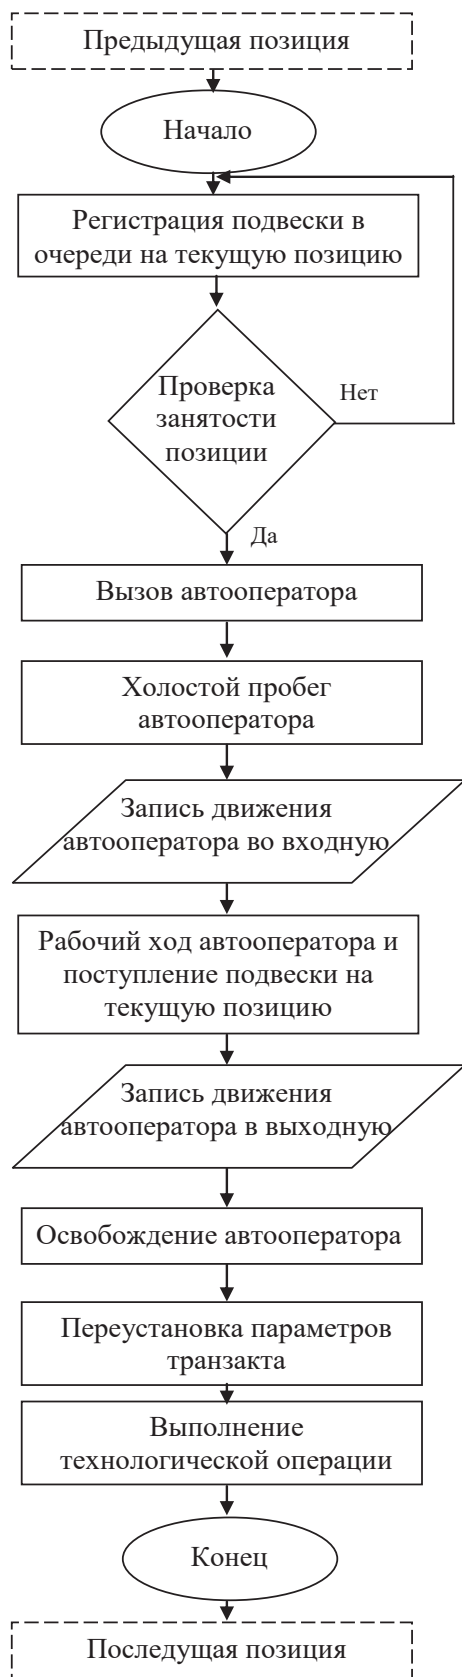 Предыдущая позиция
Начало
Регистрация подвески в
очереди на текущую позицию
Проверка
занятости
позиции
Нет
Да
Вызов автооператора
Холостой пробег
автооператора
Запись движения
автооператора во входную
Рабочий ход автооператора и
поступление подвески на
текущую позицию
Запись движения
автооператора в выходную
Освобождение автооператора
Переустановка параметров
транзакта
Выполнение
технологической операции
Конец
Последущая позиция